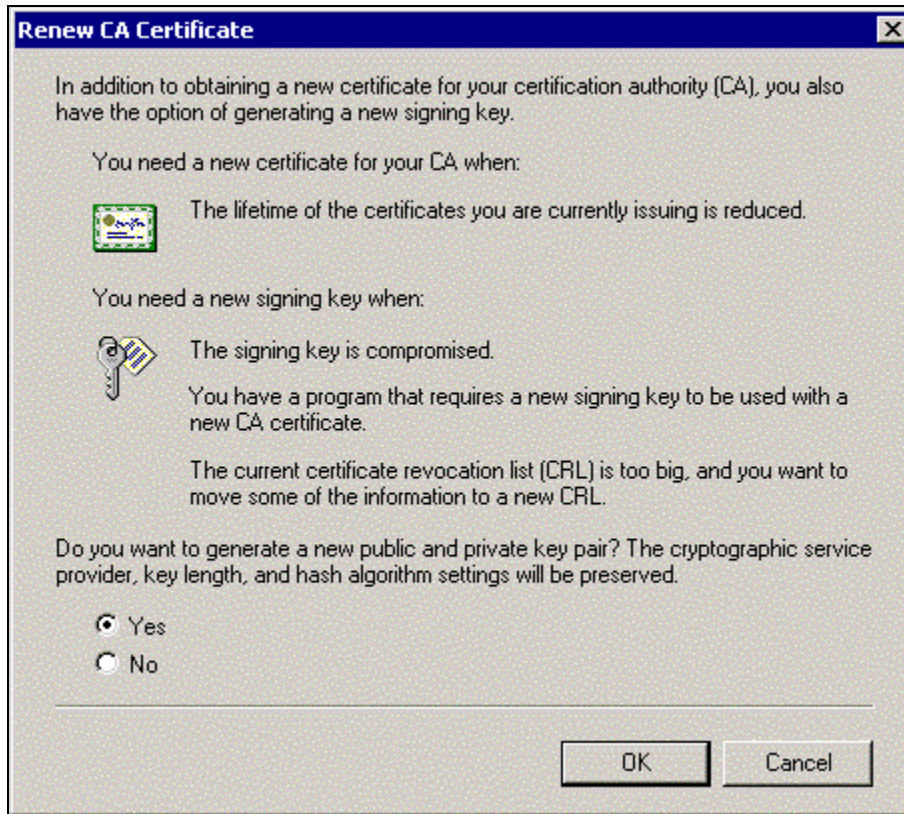 Renew CA Certificate
In addition to obtaining a new certificate for your certification authority (CA), you also
have the option of generating a new signing key.
You need a new certificate for your CA when:
The lifetime of the certificates you are currently issuing is reduced.
You need a new signing key when:
The signing key is compromised.
You have a program that requires a new signing key to be used with a
new CA certificate.
The current certificate revocation list (CRL) is too big, and you want to
move some of the information to a new CRL.
Do you want to generate a new public and private key pair? The cryptographic service
provider, key length, and hash algorithm settings will be preserved.
Yes
No
OK Cancel